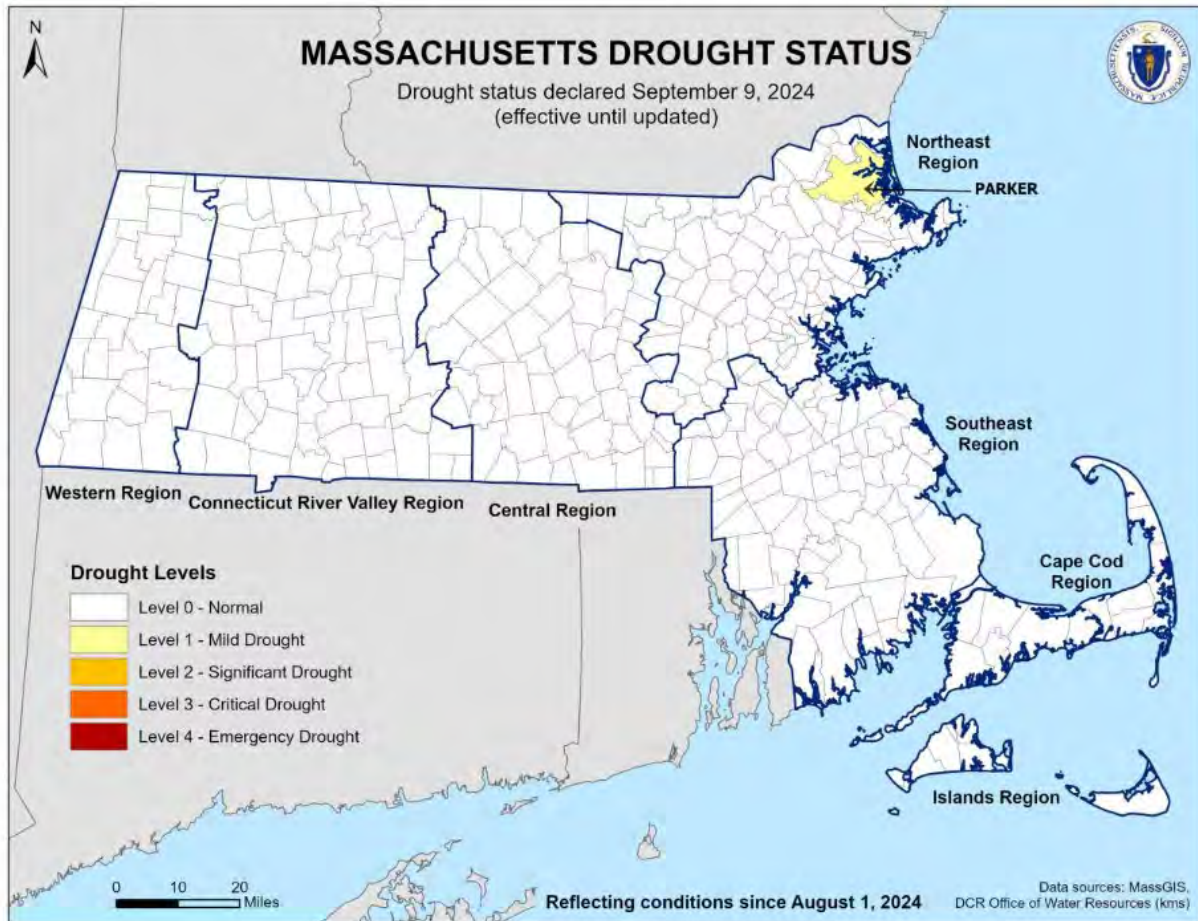 N
MASSACHUSETTS DROUGHT STATUS
Drought status declared September 9, 2024
(effective until updated)
Northeast
Region
PARKER
Southeast
Region
Western Region
Connecticut River Valley Region
Central Region
Cape Cod
Region
Islands Region
Drought Levels
Level 0 - Normal
Level 1 - Mild Drought
Level 2 - Significant Drought
Level 3 - Critical Drought
Level 4 - Emergency Drought
0 10 20
Miles
Reflecting conditions since August 1, 2024
Data sources: MassGIS,
DCR Office of Water Resources (kms)